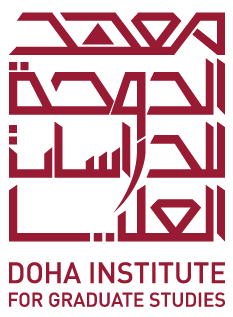 معهد
الدوحة
للدراسات
العليا
DOHA INSTITUTE
FOR GRADUATE STUDIES